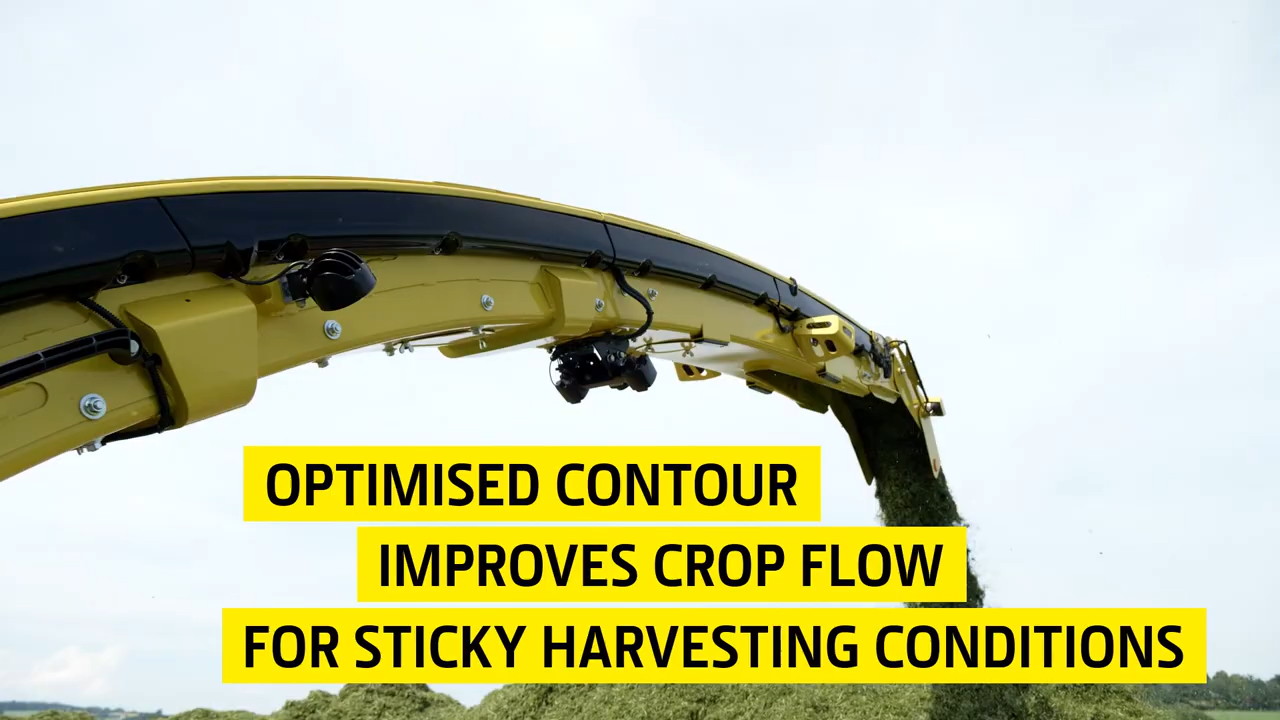 OPTIMISED CONTOUR
IMPROVES CROP FLOW
FOR STICKY HARVESTING CONDITIONS